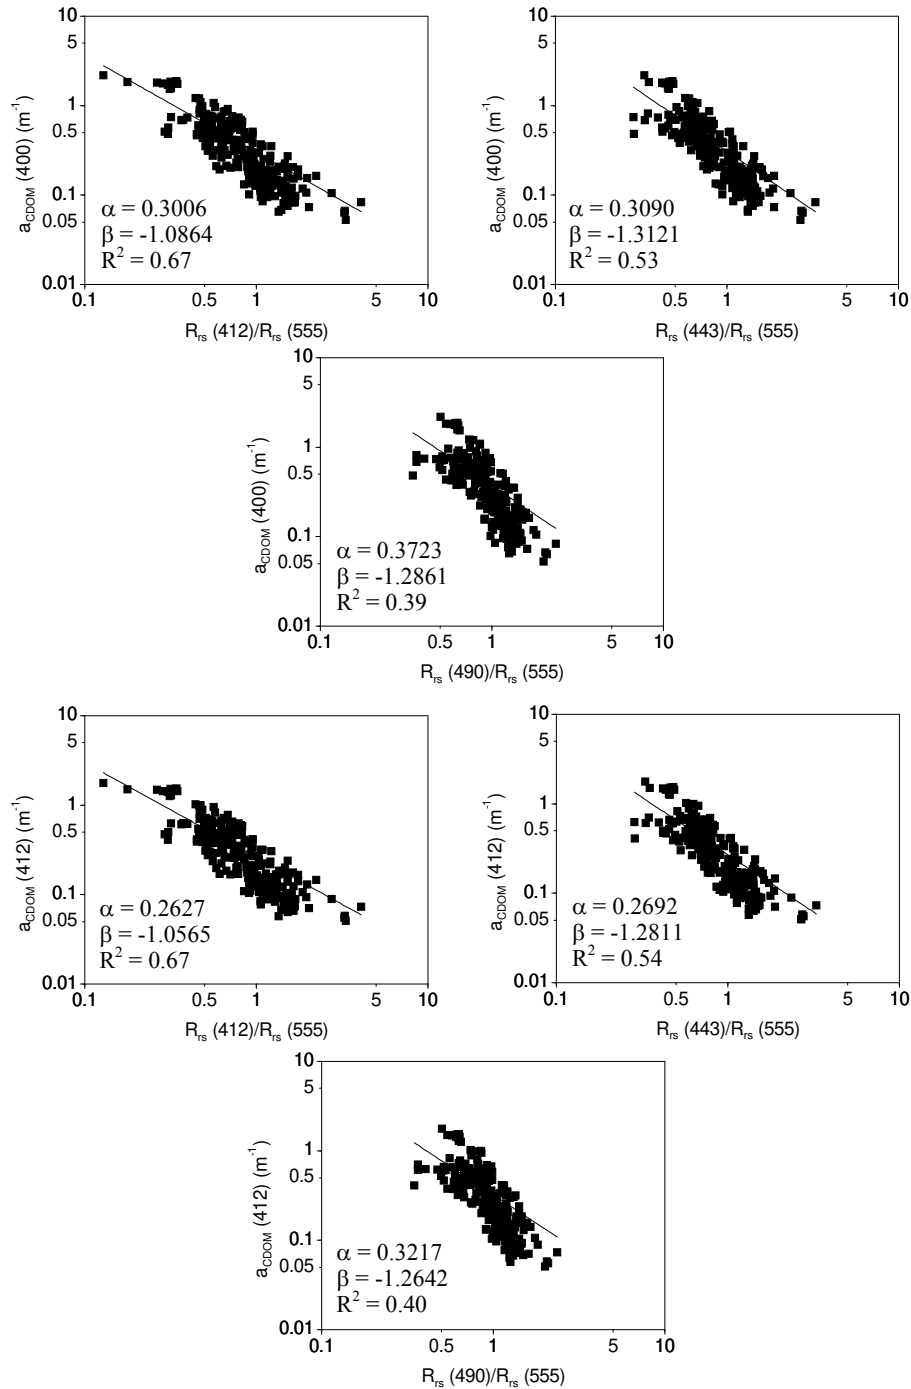 10
5
1
0.5
0.1
0.05
0.01
a_CDOM (400) (m⁻¹)
α = 0.3006
β = -1.0864
R² = 0.67
0.1 0.5 1 5 10
R_rs (412)/R_rs (555)
10
5
1
0.5
0.1
0.05
0.01
a_CDOM (400) (m⁻¹)
α = 0.3090
β = -1.3121
R² = 0.53
0.1 0.5 1 5 10
R_rs (443)/R_rs (555)
10
5
1
0.5
0.1
0.05
0.01
a_CDOM (400) (m⁻¹)
α = 0.3723
β = -1.2861
R² = 0.39
0.1 0.5 1 5 10
R_rs (490)/R_rs (555)
10
5
1
0.5
0.1
0.05
0.01
a_CDOM (412) (m⁻¹)
α = 0.2627
β = -1.0565
R² = 0.67
0.1 0.5 1 5 10
R_rs (412)/R_rs (555)
10
5
1
0.5
0.1
0.05
0.01
a_CDOM (412) (m⁻¹)
α = 0.2692
β = -1.2811
R² = 0.54
0.1 0.5 1 5 10
R_rs (443)/R_rs (555)
10
5
1
0.5
0.1
0.05
0.01
a_CDOM (412) (m⁻¹)
α = 0.3217
β = -1.2642
R² = 0.40
0.1 0.5 1 5 10
R_rs (490)/R_rs (555)